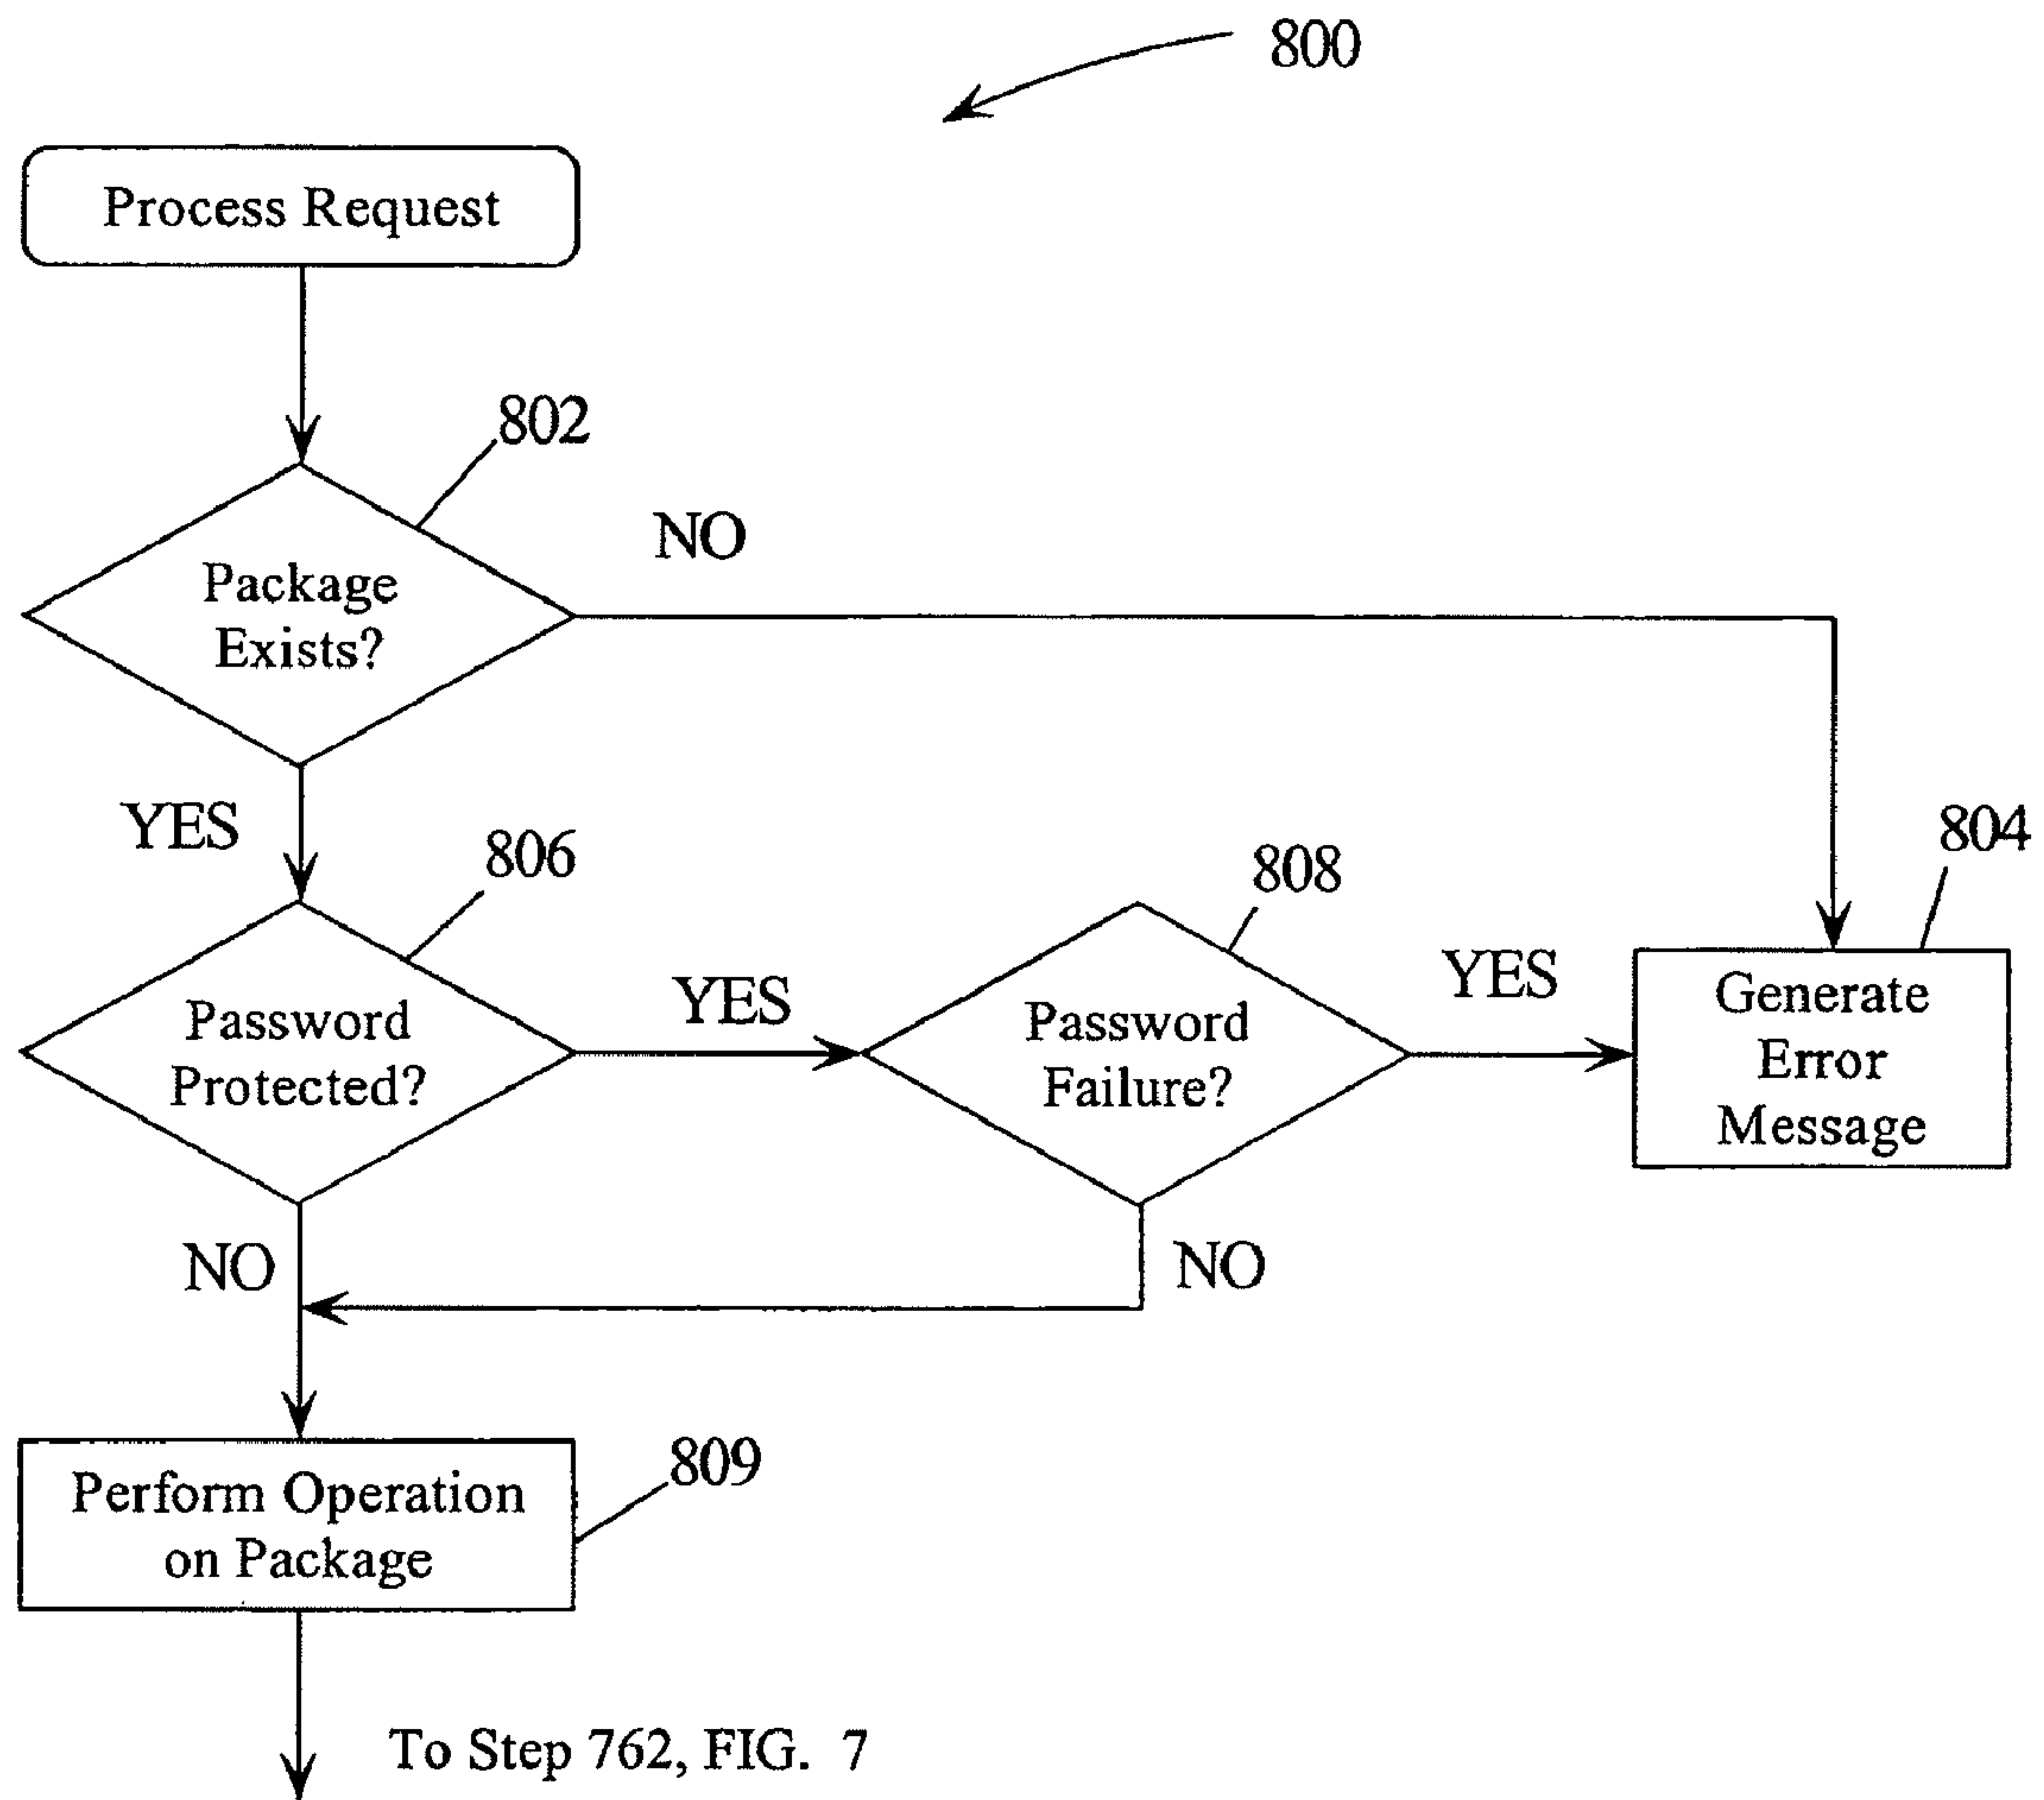 800
Process Request
802
NO
Package
Exists?
YES
806
808
804
Password
Protected?
YES
Password
Failure?
YES
Generate
Error
Message
NO
NO
809
Perform Operation
on Package
To Step 762, FIG. 7